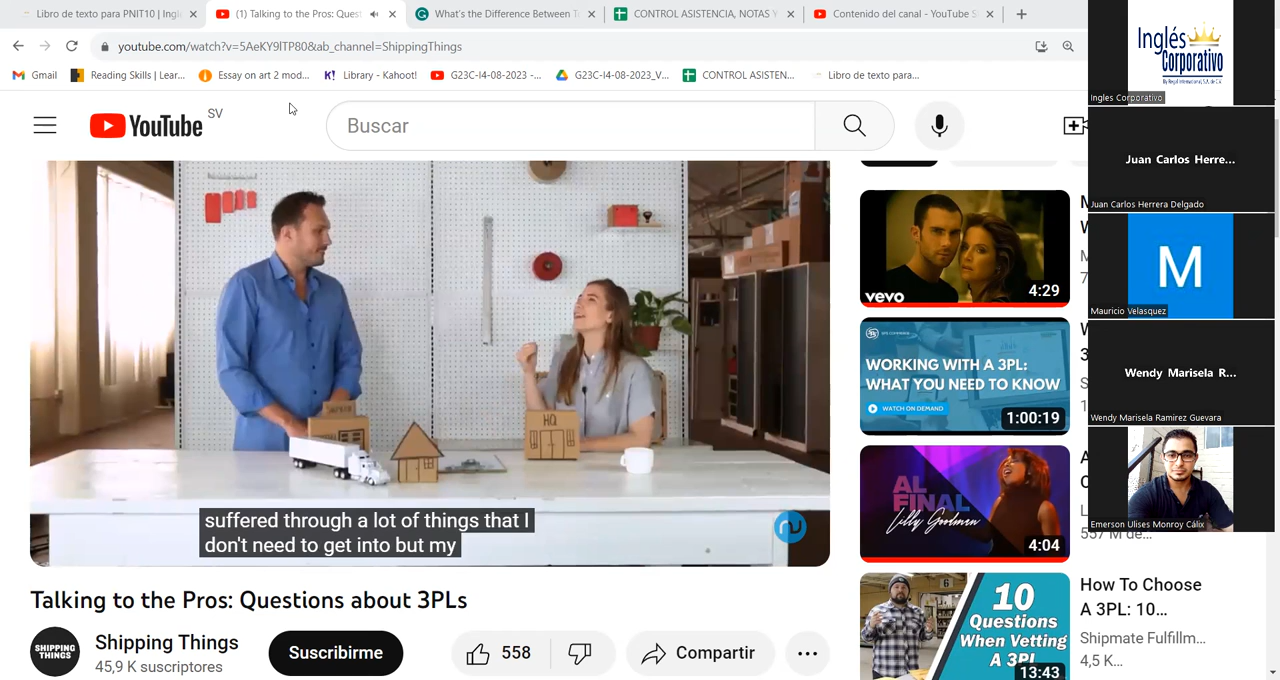 Libro de texto para PNIT10 | Ingl
(1) Talking to the Pros: Quest
What's the Difference Between T
CONTROL ASISTENCIA, NOTAS Y
Contenido del canal - YouTube S
youtube.com/watch?v=5AeKY9lTP80&ab_channel=ShippingThings
Gmail
Reading Skills | Lear...
Essay on art 2 mod...
Library - Kahoot!
G23C-I4-08-2023 -...
G23C-I4-08-2023_V...
CONTROL ASISTEN...
Libro de texto para...
YouTube
SV
Buscar
HQ
suffered through a lot of things that I
don't need to get into but my
Talking to the Pros: Questions about 3PLs
SHIPPING
THINGS
Shipping Things
45,9 K suscriptores
Suscribirme
558
Compartir
vevo
4:29
WORKING WITH A 3PL:
WHAT YOU NEED TO KNOW
WATCH ON DEMAND
1:00:19
AL
FINAL
Lilly Goodman
4:04
557 M de...
6
10
Questions
When Vetting
A 3PL
13:43
How To Choose
A 3PL: 10...
Shipmate Fulfillm...
4,5 K...
Inglés
Corporativo
Ingles Corporativo
Juan Carlos Herre...
Juan Carlos Herrera Delgado
M
Mauricio Velasquez
Wendy Marisela R...
Wendy Marisela Ramirez Guevara
Emerson Ulises Monroy Cálix